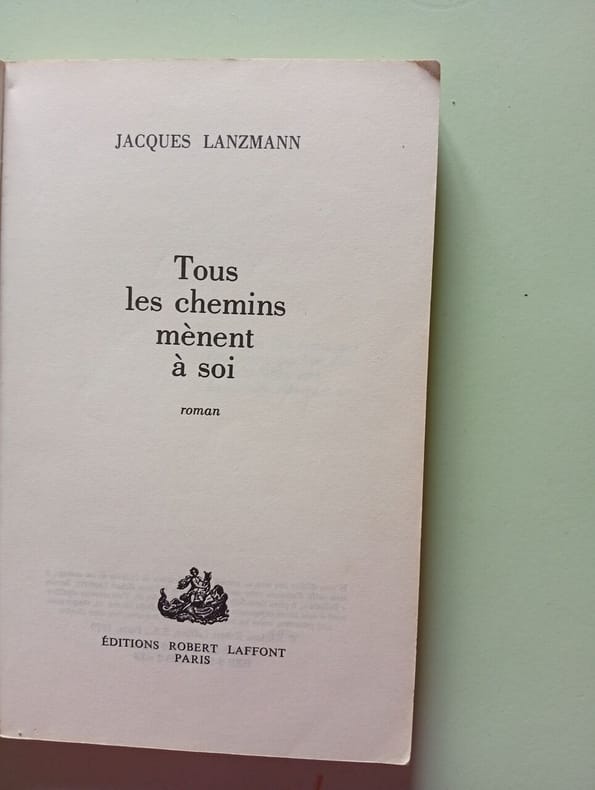 JACQUES LANZMANN
Tous
les chemins
mènent
à soi
roman
ÉDITIONS ROBERT LAFFONT
PARIS